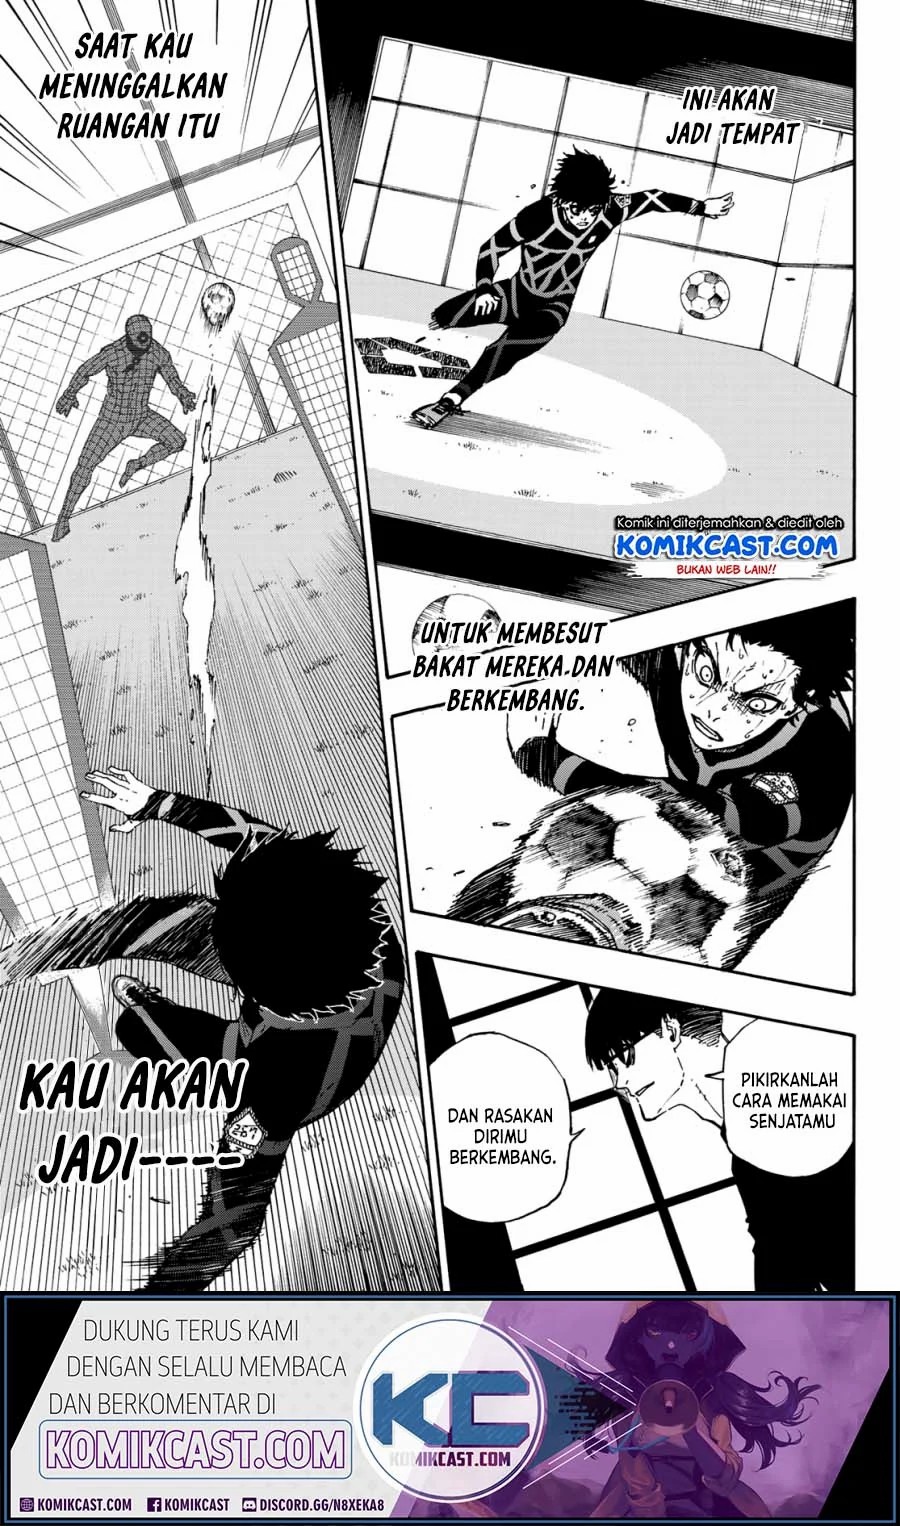 INI AKAN
JADI TEMPAT
Komik ini diterjemahkan & diedit oleh
KOMIKCAST.COM
BUKAN WEB LAIN!!
UNTUK MEMBESUT
BAKAT MEREKA DAN
BERKEMBANG.
PIKIRKANLAH
CARA MEMAKAI
SENJATAMU
DAN RASAKAN
DIRIMU
BERKEMBANG.
SAAT KAU
MENINGGALKAN
RUANGAN ITU
267
KAU AKAN
JADI----
DUKUNG TERUS KAMI
DENGAN SELALU MEMBACA
DAN BERKOMENTAR DI
KOMIKCAST.COM
KC
KOMIKCAST.COM
KOMIKCAST.COM
KOMIKCAST
DISCORD.GG/N8XEKA8